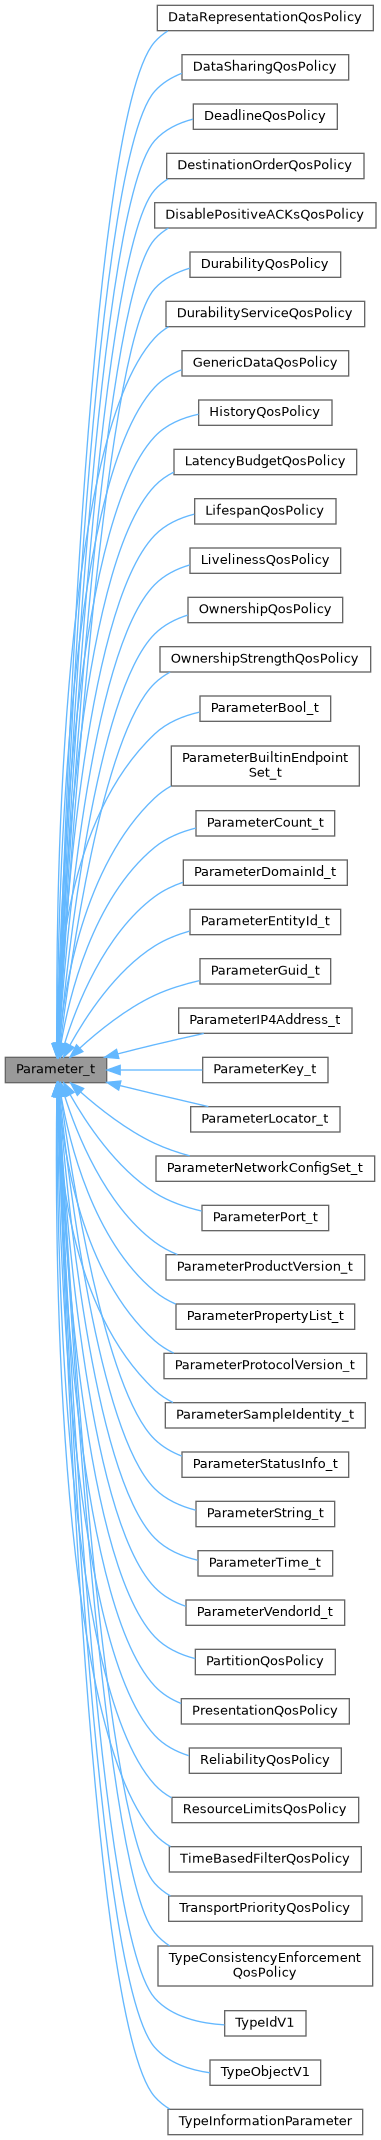 DataRepresentationQosPolicy
DataSharingQosPolicy
DeadlineQosPolicy
DestinationOrderQosPolicy
DisablePositiveACKsQosPolicy
DurabilityQosPolicy
DurabilityServiceQosPolicy
GenericDataQosPolicy
HistoryQosPolicy
LatencyBudgetQosPolicy
LifespanQosPolicy
LivelinessQosPolicy
OwnershipQosPolicy
OwnershipStrengthQosPolicy
ParameterBool_t
ParameterBuiltinEndpoint
Set_t
ParameterCount_t
ParameterDomainId_t
ParameterEntityId_t
ParameterGuid_t
ParameterIP4Address_t
Parameter_t
ParameterKey_t
ParameterLocator_t
ParameterNetworkConfigSet_t
ParameterPort_t
ParameterProductVersion_t
ParameterPropertyList_t
ParameterProtocolVersion_t
ParameterSampleIdentity_t
ParameterStatusInfo_t
ParameterString_t
ParameterTime_t
ParameterVendorId_t
PartitionQosPolicy
PresentationQosPolicy
ReliabilityQosPolicy
ResourceLimitsQosPolicy
TimeBasedFilterQosPolicy
TransportPriorityQosPolicy
TypeConsistencyEnforcement
QosPolicy
TypeIdV1
TypeObjectV1
TypeInformationParameter